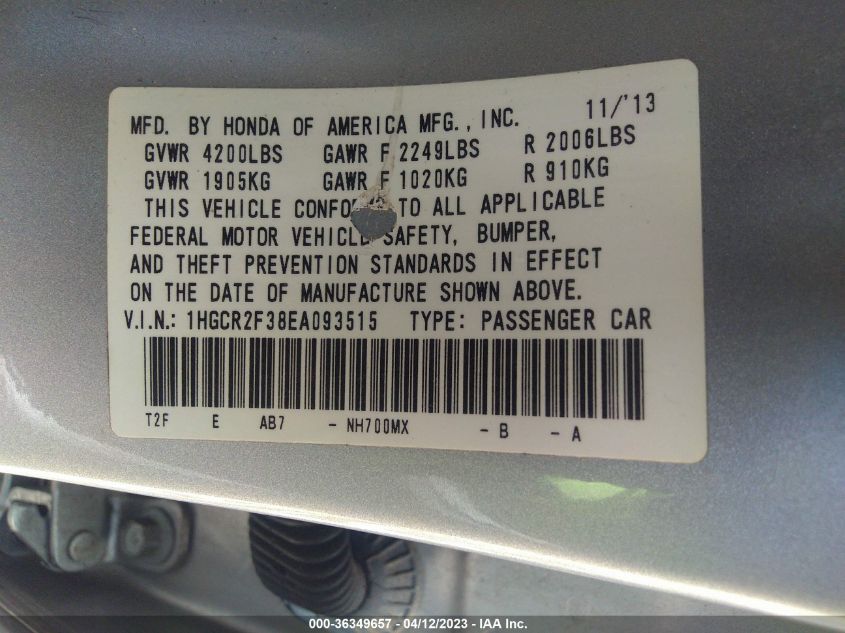 MFD. BY HONDA OF AMERICA MFG., INC. 11/'13
GVWR 4200LBS GAWR F 2249LBS R 2006LBS
GVWR 1905KG GAWR F 1020KG R 910KG
THIS VEHICLE TO ALL APPLICABLE
FEDERAL MOTOR VEHICLE SAFETY, BUMPER,
AND THEFT PREVENTION STANDARDS IN EFFECT
ON THE DATE OF MANUFACTURE SHOWN ABOVE.
V.I.N.: 1HGCR2F38EA093515 TYPE: PASSENGER CAR
T2F E AB7 - NH700MX - B - A
000-36349657 - 04/12/2023 - IAA Inc.